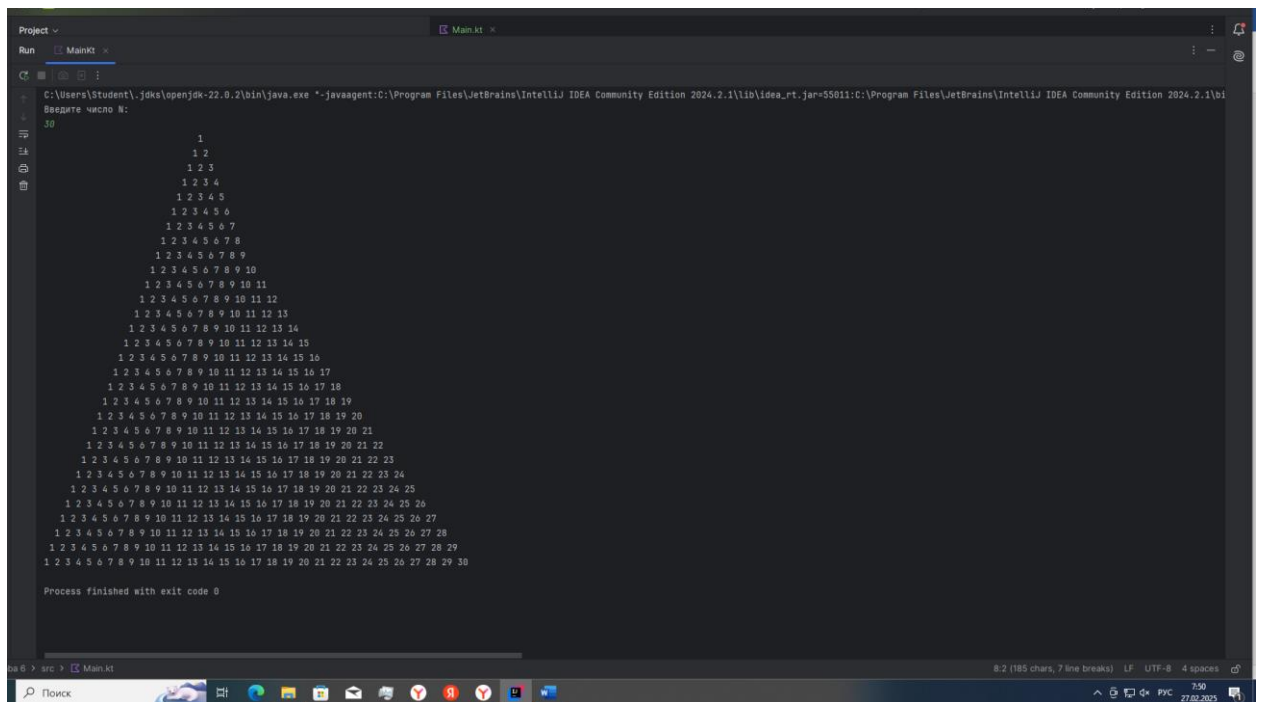 Project
Main.kt
Run MainKt
C:\Users\Student\.jdks\openjdk-22.0.2\bin\java.exe "-javaagent:C:\Program Files\JetBrains\IntelliJ IDEA Community Edition 2024.2.1\lib\idea_rt.jar=55011:C:\Program Files\JetBrains\IntelliJ IDEA Community Edition 2024.2.1\bi
Введите число N:
30
1
1 2
1 2 3
1 2 3 4
1 2 3 4 5
1 2 3 4 5 6
1 2 3 4 5 6 7
1 2 3 4 5 6 7 8
1 2 3 4 5 6 7 8 9
1 2 3 4 5 6 7 8 9 10
1 2 3 4 5 6 7 8 9 10 11
1 2 3 4 5 6 7 8 9 10 11 12
1 2 3 4 5 6 7 8 9 10 11 12 13
1 2 3 4 5 6 7 8 9 10 11 12 13 14
1 2 3 4 5 6 7 8 9 10 11 12 13 14 15
1 2 3 4 5 6 7 8 9 10 11 12 13 14 15 16
1 2 3 4 5 6 7 8 9 10 11 12 13 14 15 16 17
1 2 3 4 5 6 7 8 9 10 11 12 13 14 15 16 17 18
1 2 3 4 5 6 7 8 9 10 11 12 13 14 15 16 17 18 19
1 2 3 4 5 6 7 8 9 10 11 12 13 14 15 16 17 18 19 20
1 2 3 4 5 6 7 8 9 10 11 12 13 14 15 16 17 18 19 20 21
1 2 3 4 5 6 7 8 9 10 11 12 13 14 15 16 17 18 19 20 21 22
1 2 3 4 5 6 7 8 9 10 11 12 13 14 15 16 17 18 19 20 21 22 23
1 2 3 4 5 6 7 8 9 10 11 12 13 14 15 16 17 18 19 20 21 22 23 24
1 2 3 4 5 6 7 8 9 10 11 12 13 14 15 16 17 18 19 20 21 22 23 24 25
1 2 3 4 5 6 7 8 9 10 11 12 13 14 15 16 17 18 19 20 21 22 23 24 25 26
1 2 3 4 5 6 7 8 9 10 11 12 13 14 15 16 17 18 19 20 21 22 23 24 25 26 27
1 2 3 4 5 6 7 8 9 10 11 12 13 14 15 16 17 18 19 20 21 22 23 24 25 26 27 28
1 2 3 4 5 6 7 8 9 10 11 12 13 14 15 16 17 18 19 20 21 22 23 24 25 26 27 28 29
1 2 3 4 5 6 7 8 9 10 11 12 13 14 15 16 17 18 19 20 21 22 23 24 25 26 27 28 29 30
Process finished with exit code 0
ba 6 > src > Main.kt
8:2 (185 chars, 7 line breaks) LF UTF-8 4 spaces
Поиск
РУС
7:50
27.02.2025